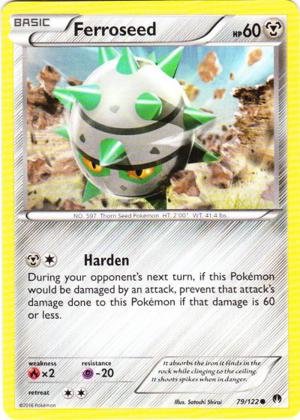 BASIC
Ferroseed
HP60
NO. 597 Thorn Seed Pokémon HT: 2'00" WT: 41.4 lbs.
Harden
During your opponent's next turn, if this Pokémon
would be damaged by an attack, prevent that attack's
damage done to this Pokémon if that damage is 60
or less.
weakness
×2
resistance
-20
retreat
It absorbs the iron it finds in the
rock while clinging to the ceiling.
It shoots spikes when in danger.
©2016 Pokémon
Illus. Satoshi Shirai
79/122